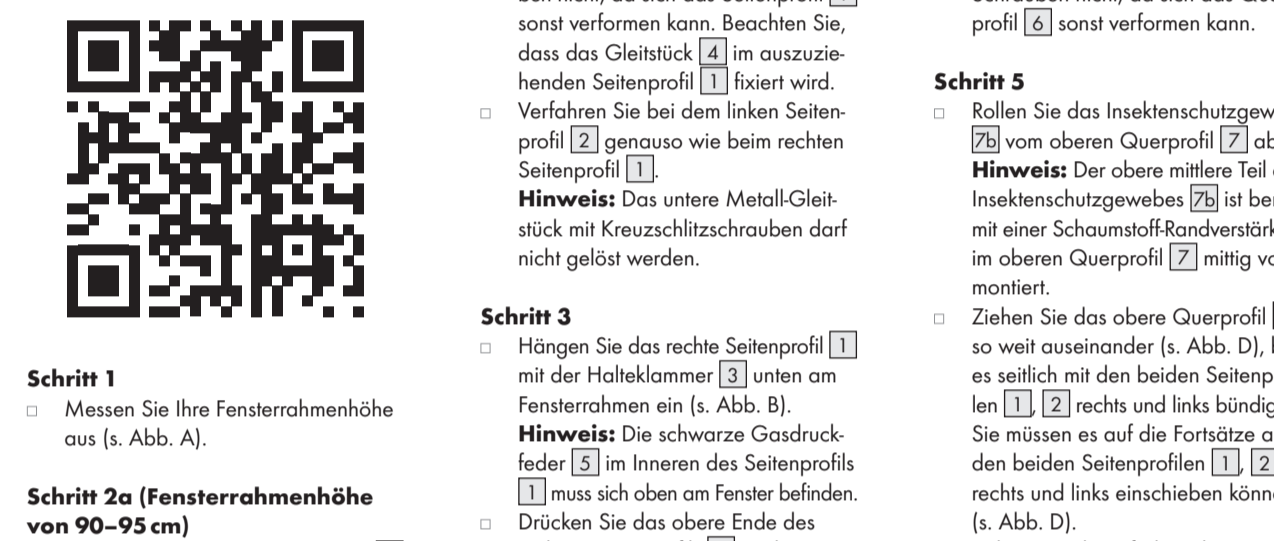 Schritt 1
□ Messen Sie Ihre Fensterrahmenhöhe
aus (s. Abb. A).
Schritt 2a (Fensterrahmenhöhe
von 90–95 cm)
sonst verformen kann. Beachten Sie,
dass das Gleitstück 4 im auszuzie-
henden Seitenprofil 1 fixiert wird.
□ Verfahren Sie bei dem linken Seiten-
profil 2 genauso wie beim rechten
Seitenprofil 1.
Hinweis: Das untere Metall-Gleit-
stück mit Kreuzschlitzschrauben darf
nicht gelöst werden.
Schritt 3
□ Hängen Sie das rechte Seitenprofil 1
mit der Halteklammer 3 unten am
Fensterrahmen ein (s. Abb. B).
Hinweis: Die schwarze Gasdruck-
feder 5 im Inneren des Seitenprofils
1 muss sich oben am Fenster befinden.
□ Drücken Sie das obere Ende des
profil 6 sonst verformen kann.
Schritt 5
□ Rollen Sie das Insektenschutzgew
7b vom oberen Querprofil 7 ab
Hinweis: Der obere mittlere Teil
Insektenschutzgewebes 7b ist ber
mit einer Schaumstoff-Randverstärk
im oberen Querprofil 7 mittig vo
montiert.
□ Ziehen Sie das obere Querprofil
so weit auseinander (s. Abb. D),
es seitlich mit den beiden Seitenp
len 1, 2 rechts und links bündig
Sie müssen es auf die Fortsätze a
den beiden Seitenprofilen 1, 2
rechts und links einschieben könne
(s. Abb. D).